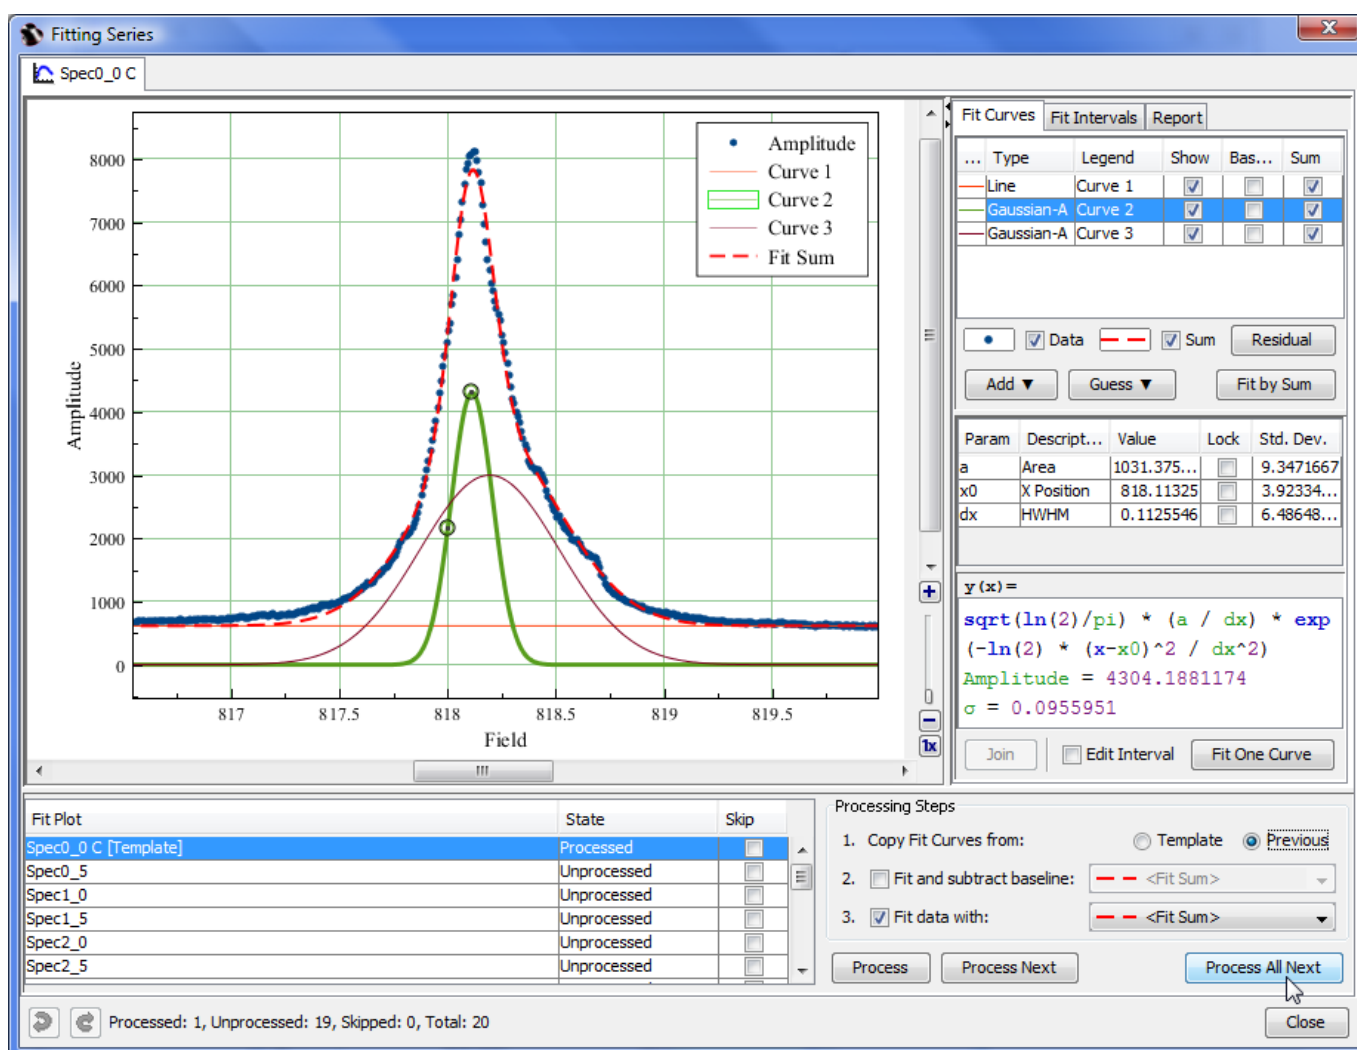 Fitting Series
Spec0_0 C
8000
7000
6000
5000
4000
3000
2000
1000
0
Amplitude
817
817.5
818
818.5
819
819.5
Field
Amplitude
Curve 1
Curve 2
Curve 3
Fit Sum
1x
Fit Curves Fit Intervals Report
... Type Legend Show Bas... Sum
Line Curve 1
Gaussian-A Curve 2
Gaussian-A Curve 3
Data Sum Residual
Add ▼ Guess ▼ Fit by Sum
Param Descript... Value Lock Std. Dev.
a Area 1031.375... 9.3471667
x0 X Position 818.11325 3.92334...
dx HWHM 0.1125546 6.48648...
y(x)=
sqrt(ln(2)/pi) * (a / dx) * exp
(-ln(2) * (x-x0)^2 / dx^2)
Amplitude = 4304.1881174
σ = 0.0955951
Join Edit Interval Fit One Curve
Fit Plot State Skip
Spec0_0 C [Template] Processed
Spec0_5 Unprocessed
Spec1_0 Unprocessed
Spec1_5 Unprocessed
Spec2_0 Unprocessed
Spec2_5 Unprocessed
Processing Steps
1. Copy Fit Curves from: Template Previous
2. Fit and subtract baseline: <Fit Sum>
3. Fit data with: <Fit Sum>
Process Process Next Process All Next
Processed: 1, Unprocessed: 19, Skipped: 0, Total: 20
Close